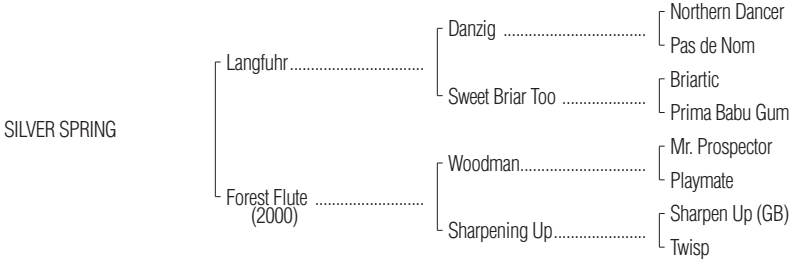 Northern Dancer
Danzig ..................................
Pas de Nom
Langfuhr................................
Briartic
Sweet Briar Too ....................
Prima Babu Gum
SILVER SPRING
Mr. Prospector
Woodman..............................
Playmate
Forest Flute ..........................
(2000)
Sharpen Up (GB)
Sharpening Up......................
Twisp